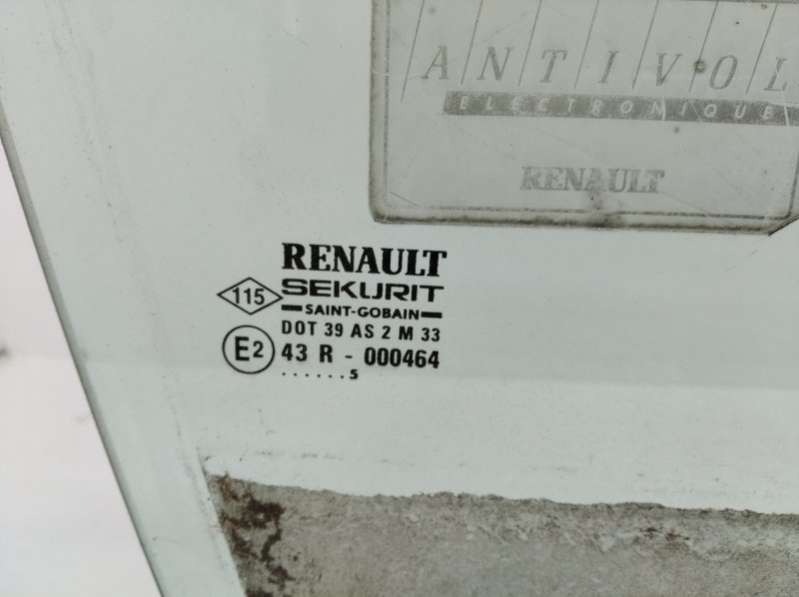 ANTIVOL
ELECTRONIQUE
RENAULT
RENAULT
115 SEKURIT
SAINT-GOBAIN
DOT 39 AS 2 M 33
E2 43 R - 000464
......5